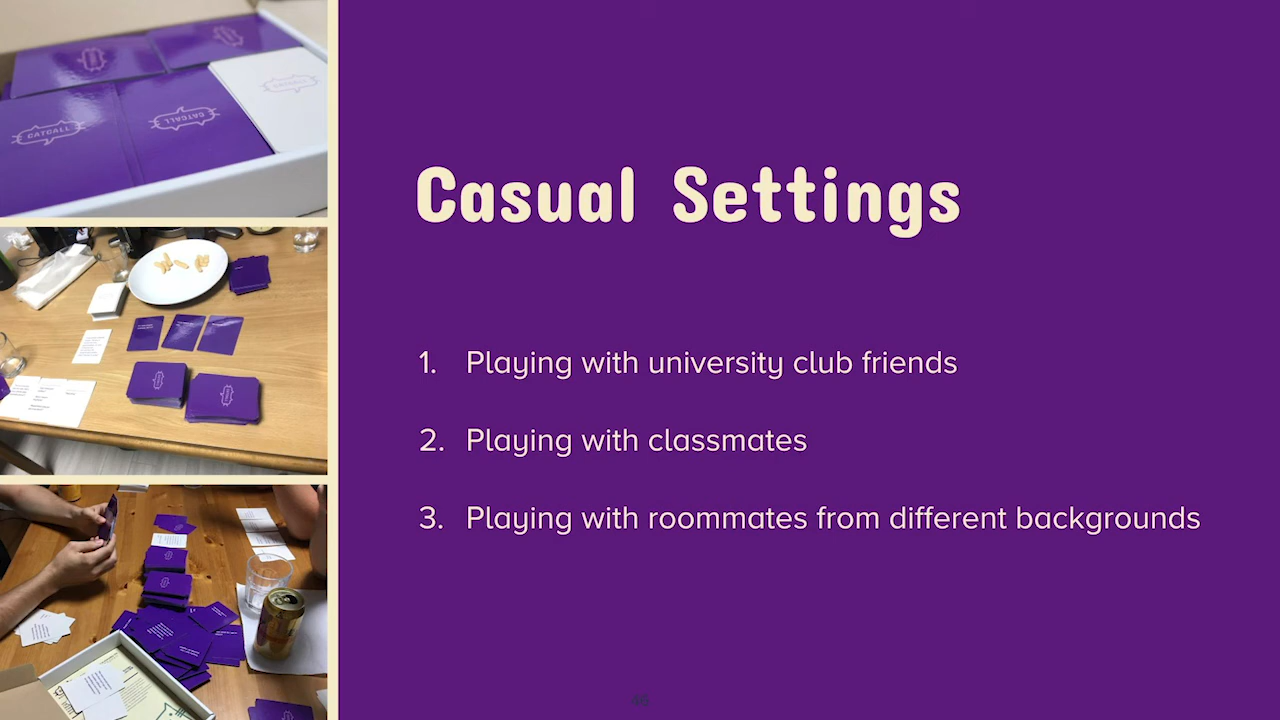 CATCALL
CATCALL
Casual Settings
1. Playing with university club friends
2. Playing with classmates
3. Playing with roommates from different backgrounds
46